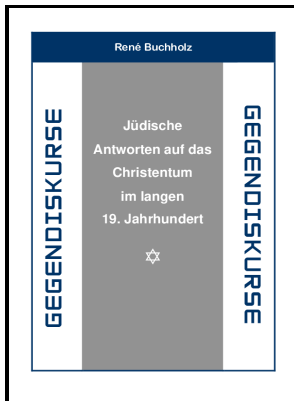 René Buchholz
GEGENDISKURSE
Jüdische
Antworten auf das
Christentum
im langen
19. Jahrhundert
GEGENDISKURSE